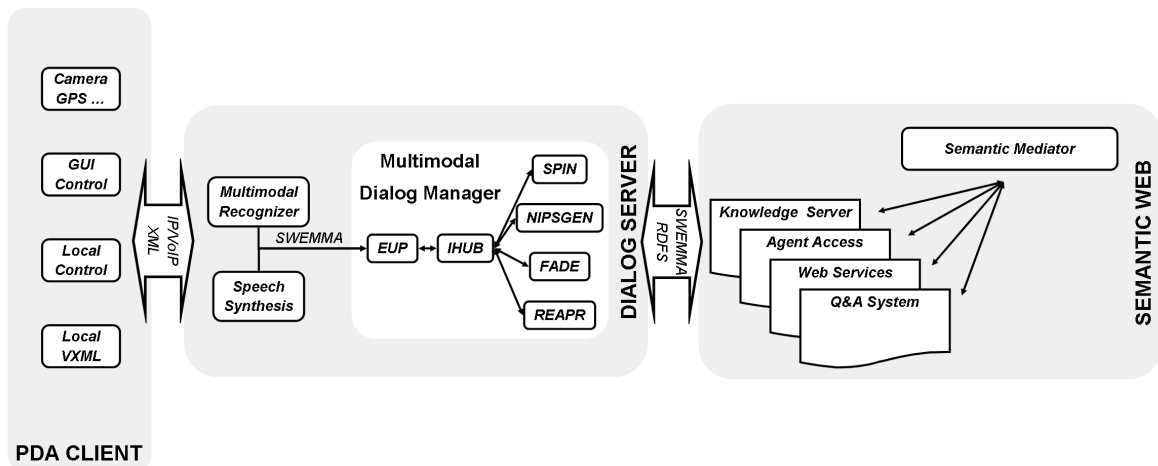 Camera
GPS ...
GUI
Control
Local
Control
Local
VXML
PDA CLIENT
IP/VoIP
XML
Multimodal
Recognizer
SWEMMA
Speech
Synthesis
Multimodal
Dialog Manager
EUP
IHUB
SPIN
NIPSGEN
FADE
REAPR
DIALOG SERVER
SWEMMA
RDFS
Semantic Mediator
Knowledge Server
Agent Access
Web Services
Q&A System
SEMANTIC WEB